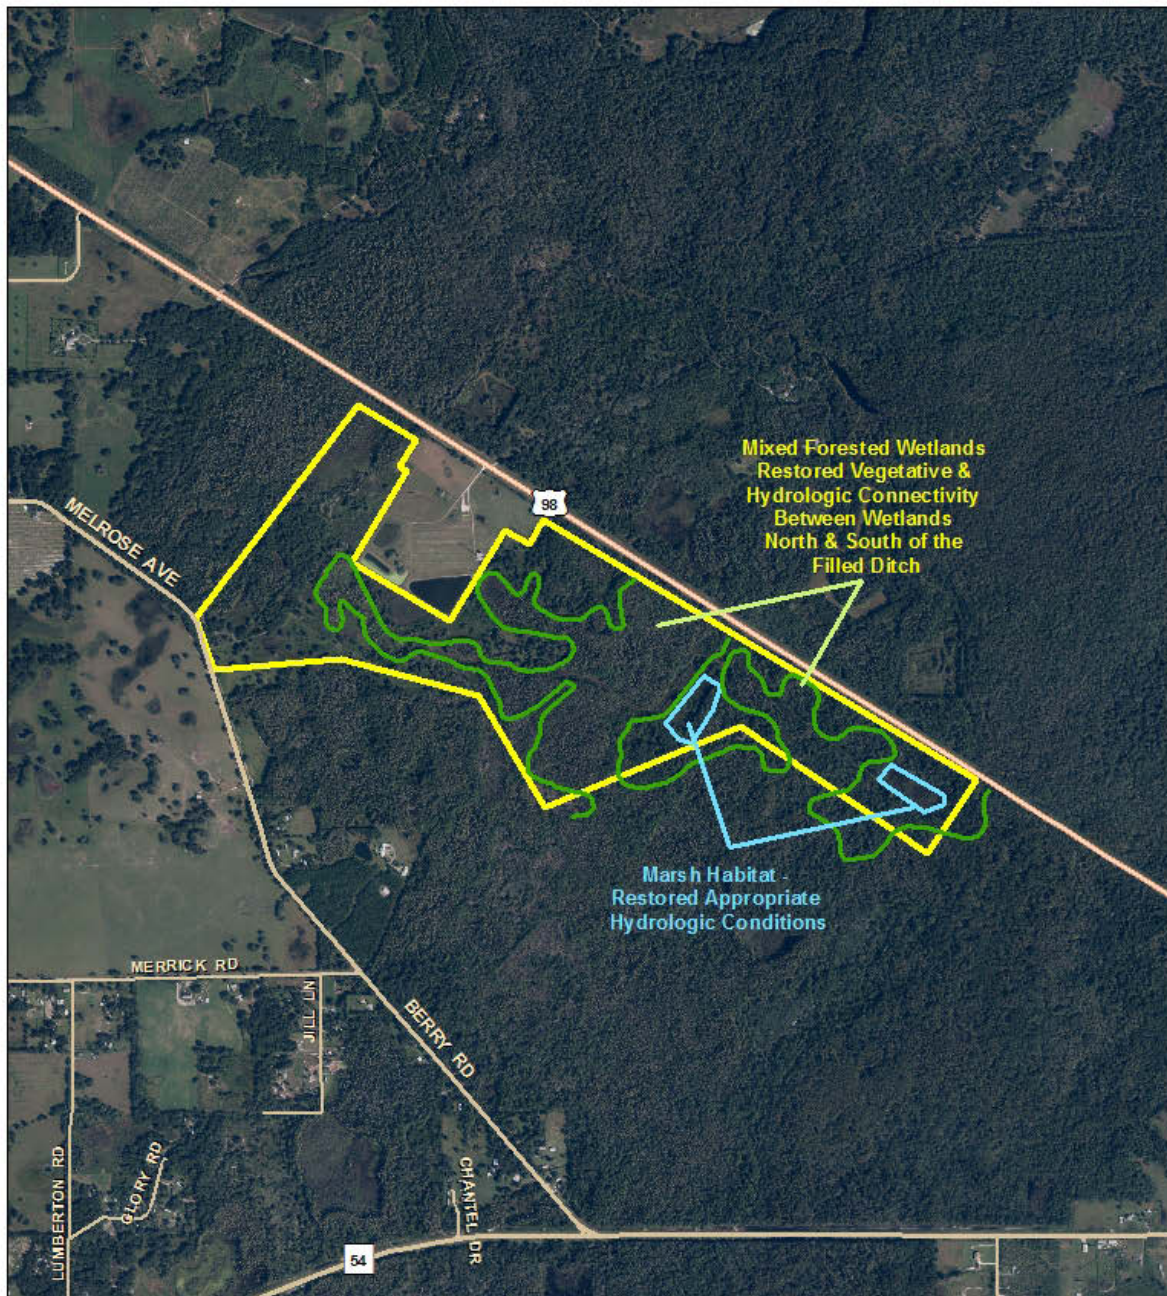 Mixed Forested Wetlands
Restored Vegetative &
Hydrologic Connectivity
Between Wetlands
North & South of the
Filled Ditch
98
MELROSE AVE
Marsh Habitat -
Restored Appropriate
Hydrologic Conditions
MERRICK RD
JILL LN
BERRY RD
LUMBERTON RD
GLORY RD
CHANTEL DR
54